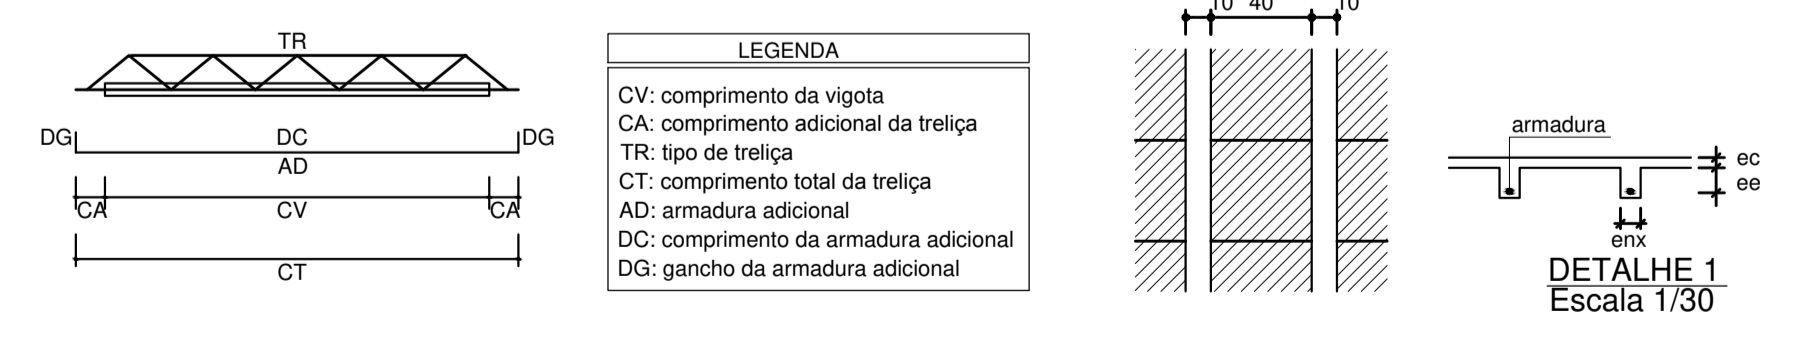 TR
DG
DC
DG
AD
CA
CV
CA
CT
LEGENDA
CV: comprimento da vigota
CA: comprimento adicional da treliça
TR: tipo de treliça
CT: comprimento total da treliça
AD: armadura adicional
DC: comprimento da armadura adicional
DG: gancho da armadura adicional
10 40 10
armadura
ec
ee
enx
DETALHE 1
Escala 1/30